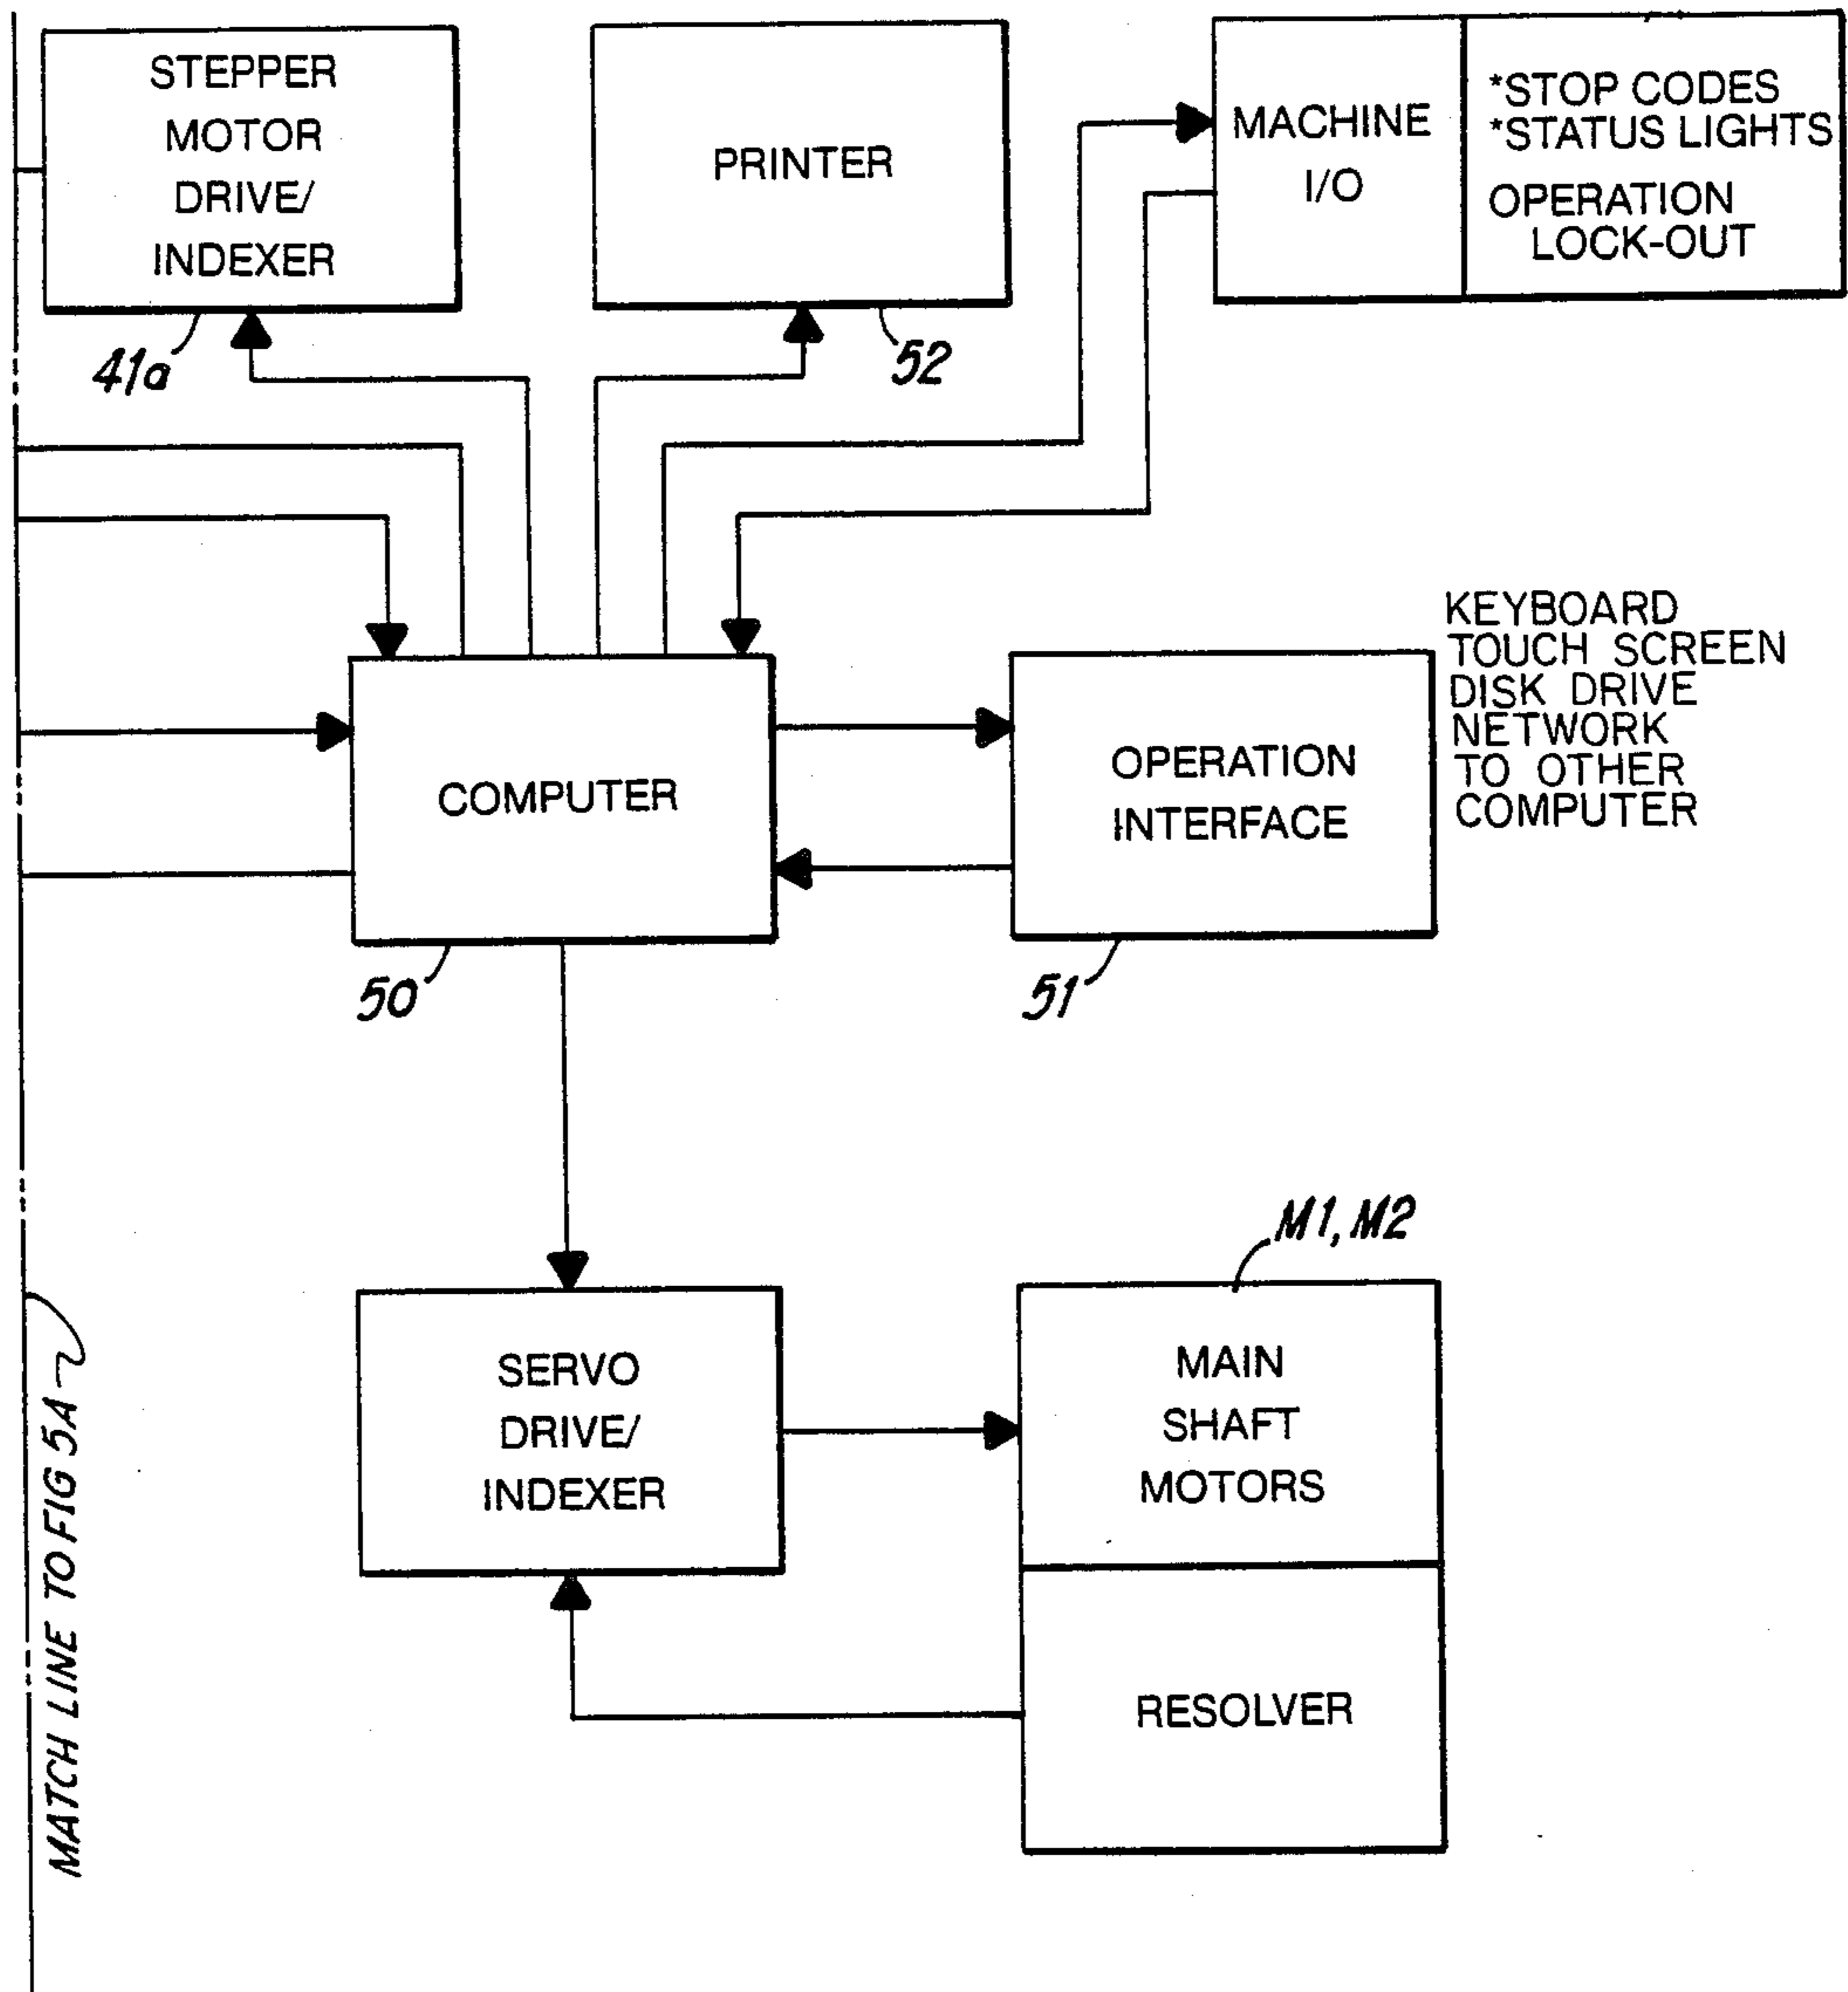 STEPPER
MOTOR
DRIVE/
INDEXER
41a
PRINTER
52
MACHINE
I/O
*STOP CODES
*STATUS LIGHTS
OPERATION
LOCK-OUT
COMPUTER
50
OPERATION
INTERFACE
51
KEYBOARD
TOUCH SCREEN
DISK DRIVE
NETWORK
TO OTHER
COMPUTER
SERVO
DRIVE/
INDEXER
M1, M2
MAIN
SHAFT
MOTORS
RESOLVER
MATCH LINE TO FIG 5A